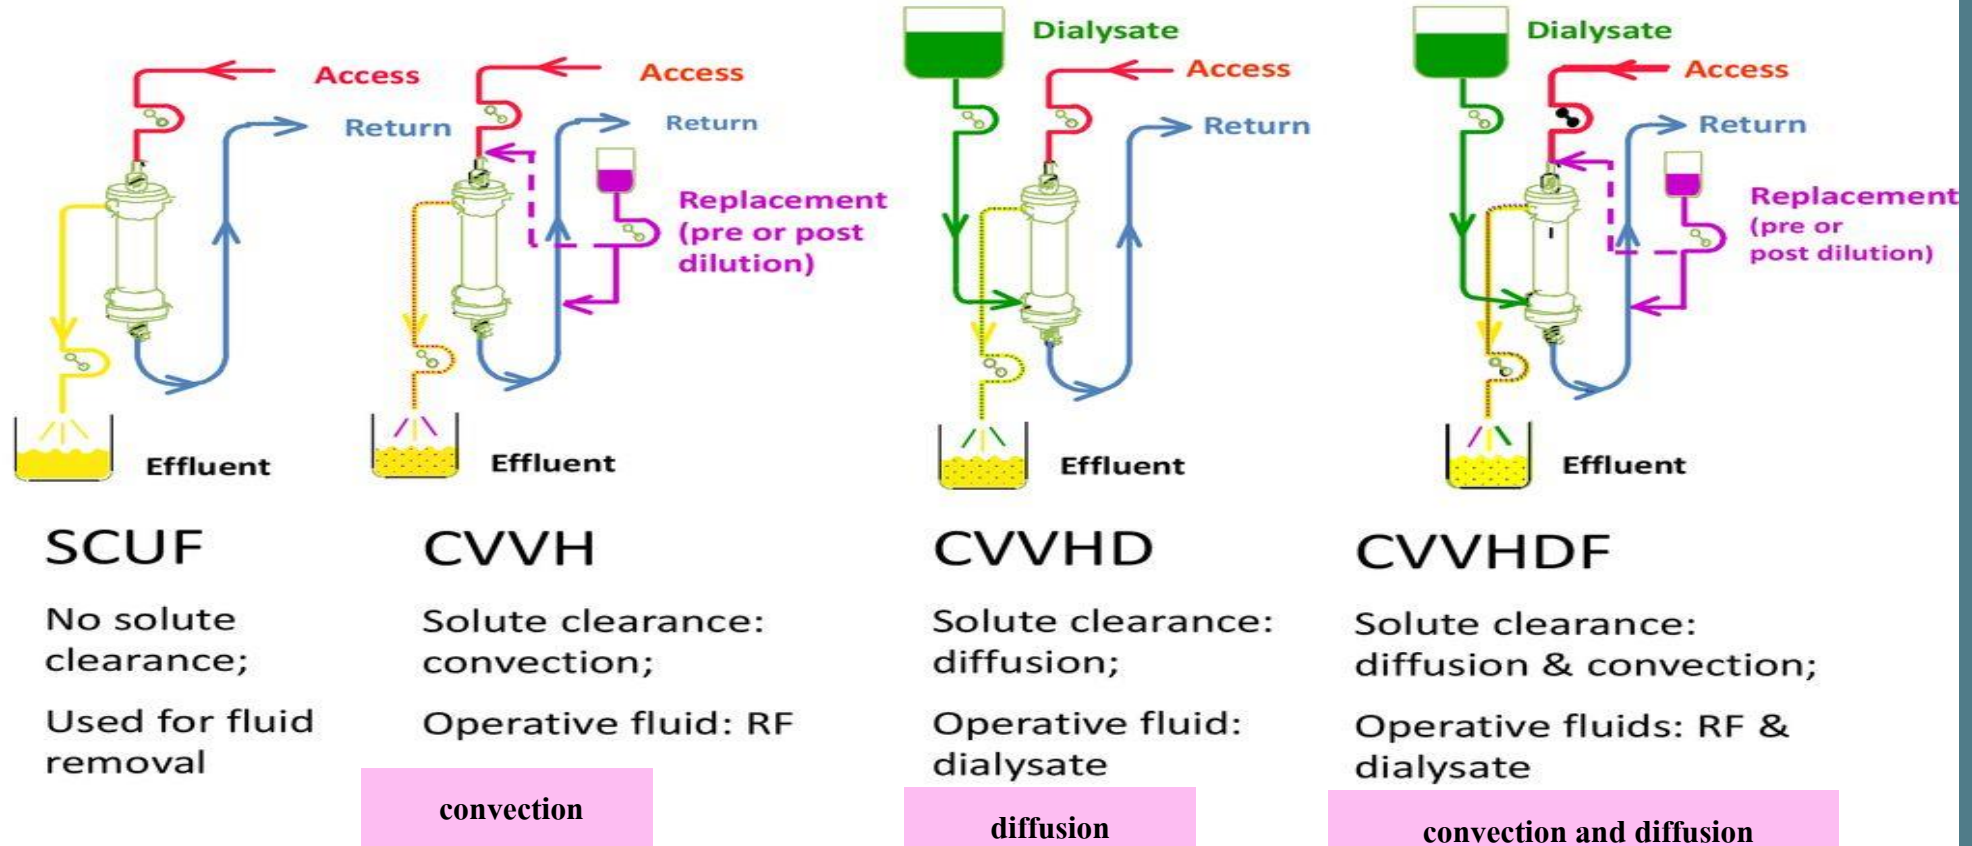 Access
Return
Effluent
SCUF
No solute
clearance;
Used for fluid
removal
Access
Return
Replacement
(pre or post
dilution)
Effluent
CVVH
Solute clearance:
convection;
Operative fluid: RF
convection
Dialysate
Access
Return
Effluent
CVVHD
Solute clearance:
diffusion;
Operative fluid:
dialysate
diffusion
Dialysate
Access
Return
Replacement
(pre or
post dilution)
Effluent
CVVHDF
Solute clearance:
diffusion & convection;
Operative fluids: RF &
dialysate
convection and diffusion